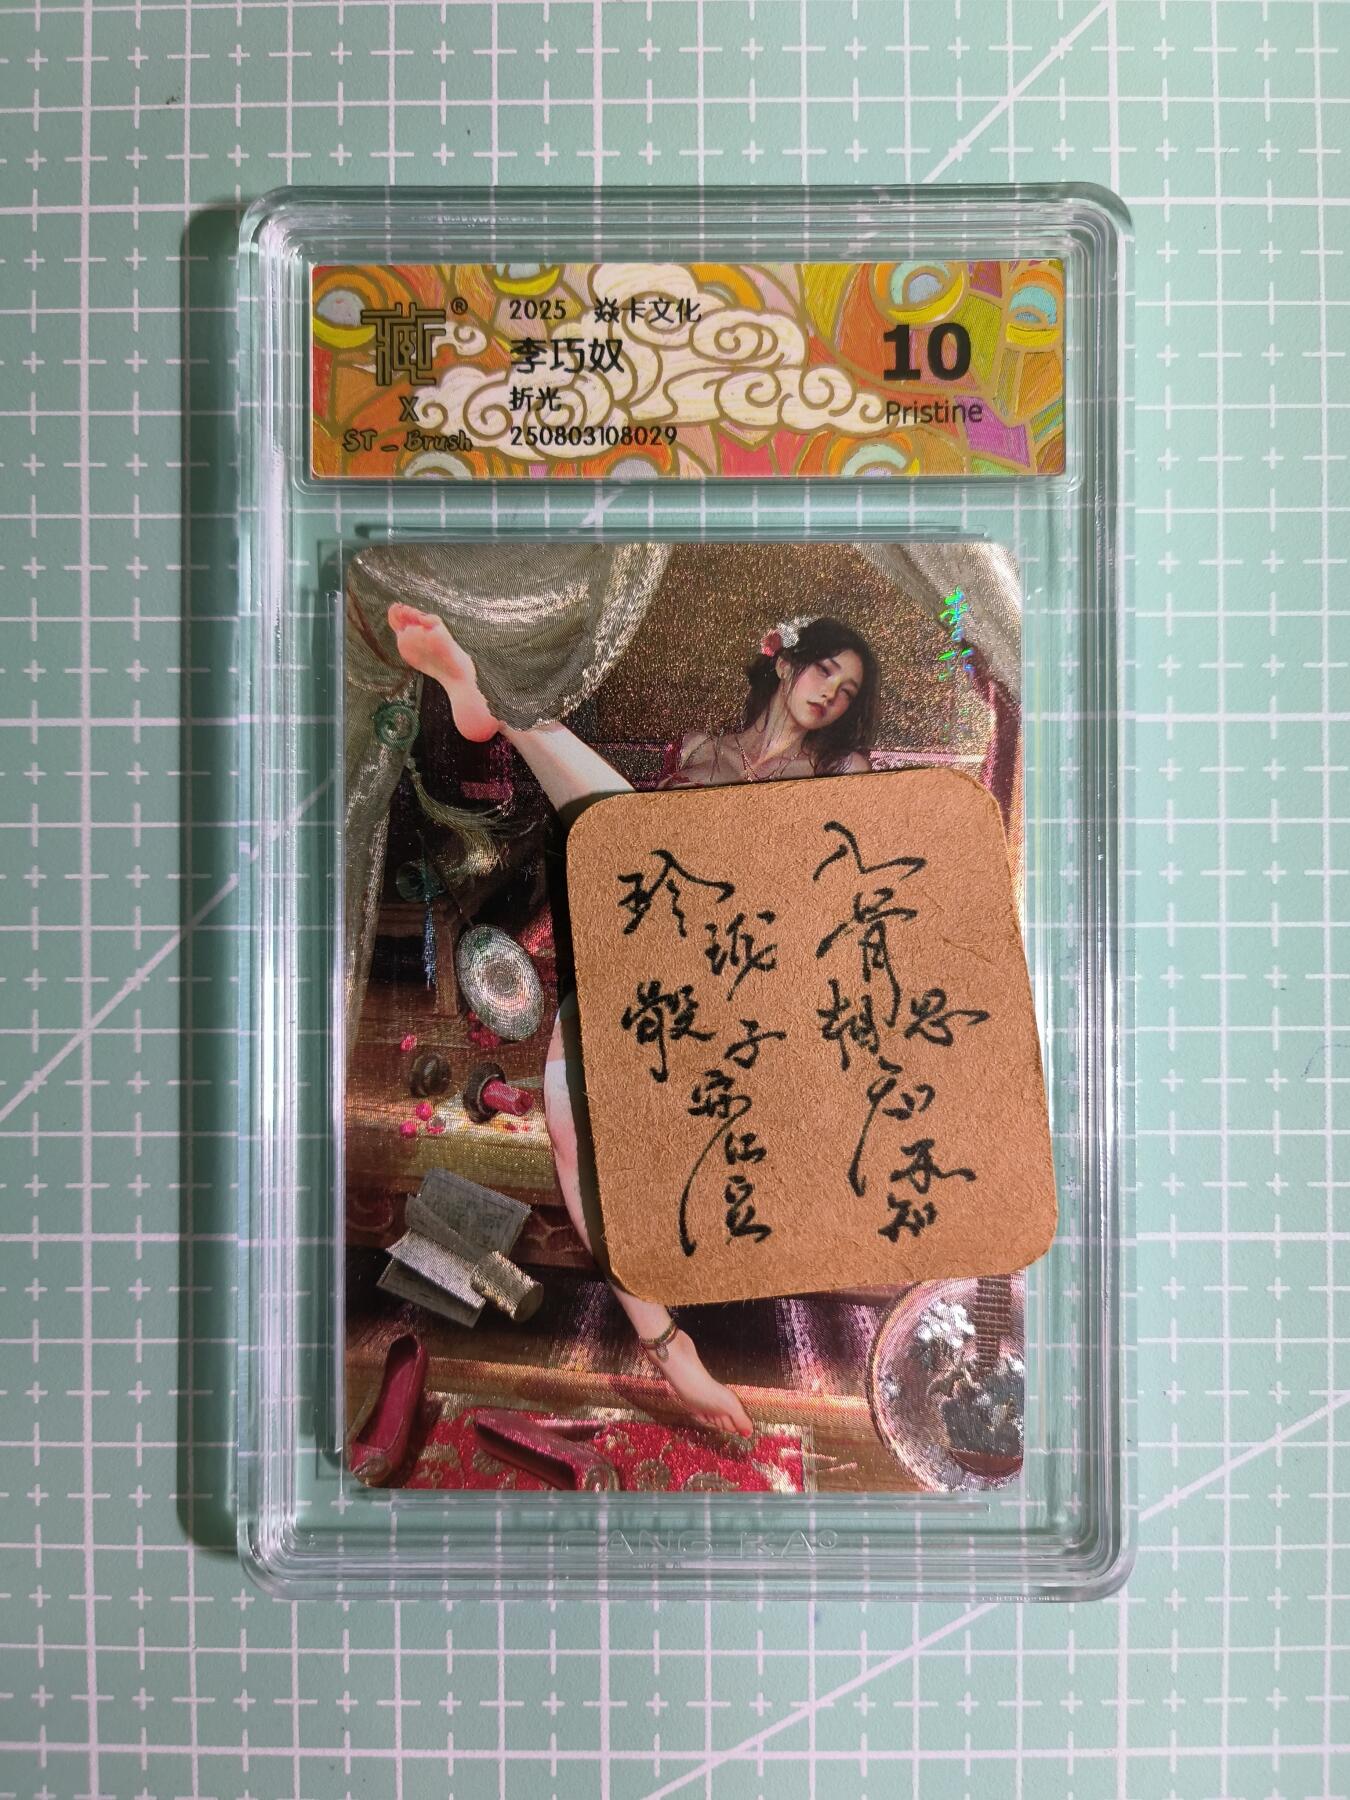 ®
2025 焱卡文化
李巧奴
折光
250803108029
X
ST_Brush
10
Pristine
玲珑骰子安红豆
入骨相思知不知
CANG KA®